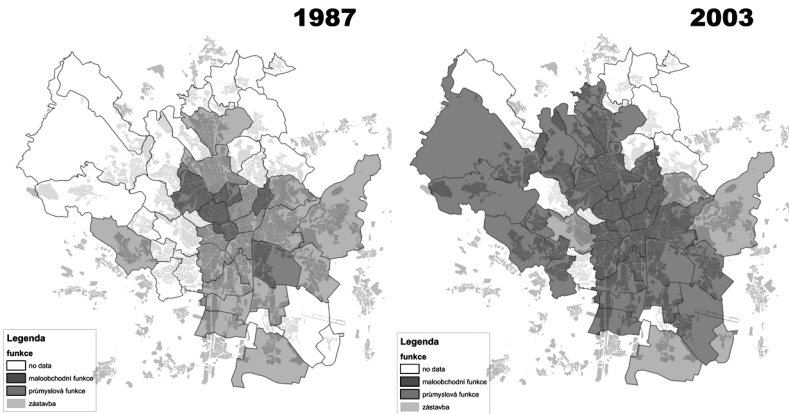 1987
2003
Legenda
funkce
no data
maloobchodní funkce
průmyslová funkce
zástavba
Legenda
funkce
no data
maloobchodní funkce
průmyslová funkce
zástavba